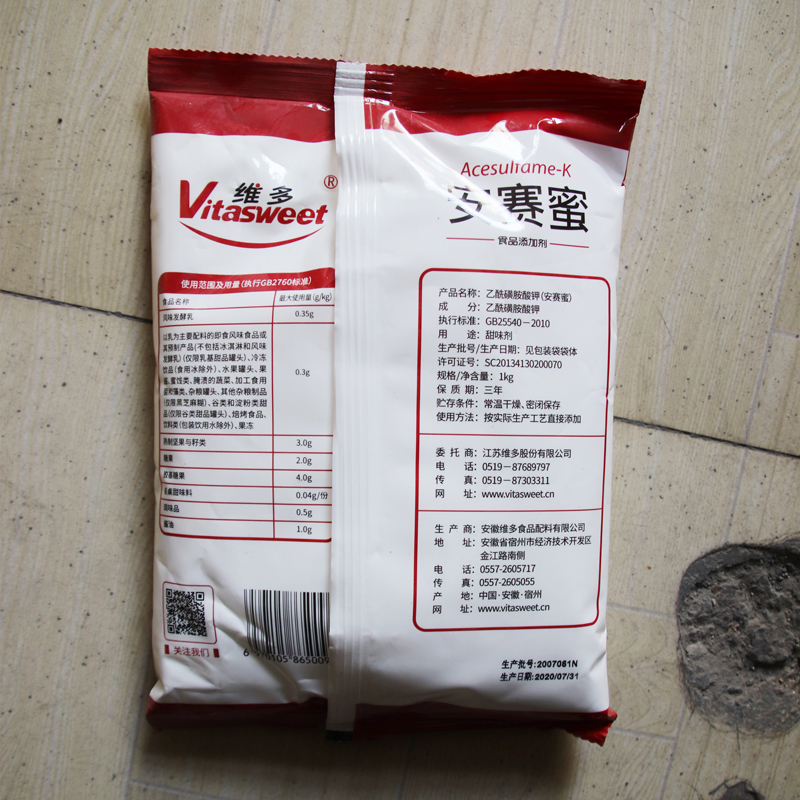 维多®
Vitasweet
使用范围及用量(执行GB2760标准)
食品名称 最大使用量(g/kg)
风味发酵乳 0.35g
以乳为主要配料的即食风味食品或
其预制产品(不包括冰淇淋和风味
发酵乳)(仅限乳基甜品罐头)、冷冻
饮品(食用冰除外)、水果罐头、果
酱、蜜饯类、腌渍的蔬菜、加工食用
菌和藻类、杂粮罐头、其他杂粮制品
(仅限黑芝麻糊)、谷类和淀粉类甜
品(仅限谷类甜品罐头)、焙烤食品、
饮料类(包装饮用水除外)、果冻
0.3g
熟制坚果与籽类 3.0g
糖果 2.0g
胶基糖果 4.0g
餐桌甜味料 0.04g/份
调味品 0.5g
酱油 1.0g
关注我们
Acesulfame-K
安赛蜜
食品添加剂
产品名称：乙酰磺胺酸钾(安赛蜜)
成 分：乙酰磺胺酸钾
执行标准：GB25540-2010
用 途：甜味剂
生产批号/生产日期：见包装袋袋体
许可证号：SC20134130200070
规格/净含量：1kg
保 质 期：三年
贮存条件：常温干燥、密闭保存
使用方法：按实际生产工艺直接添加
委 托 商：江苏维多股份有限公司
电 话：0519-87689797
传 真：0519-87303311
网 址：www.vitasweet.cn
生 产 商：安徽维多食品配料有限公司
地 址：安徽省宿州市经济技术开发区
金江路南侧
电 话：0557-2605717
传 真：0557-2605055
产 地：中国·安徽·宿州
网 址：www.vitasweet.cn
生产批号：2007081N
生产日期：2020/07/31